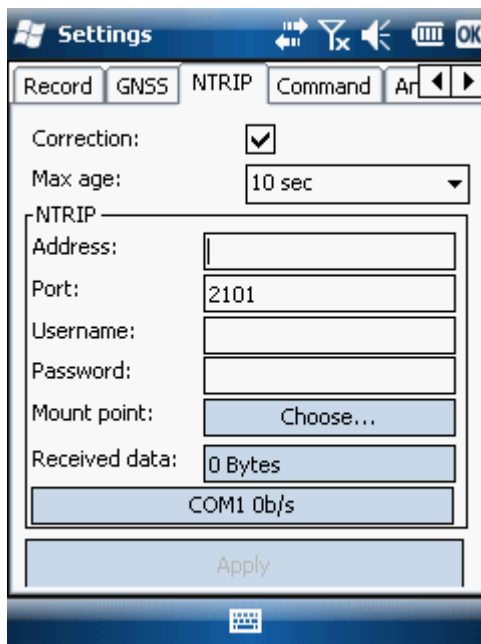 Settings OK
Record GNSS NTRIP Command Ar
Correction:
Max age: 10 sec
NTRIP
Address:
Port: 2101
Username:
Password:
Mount point: Choose...
Received data: 0 Bytes
COM1 0b/s
Apply